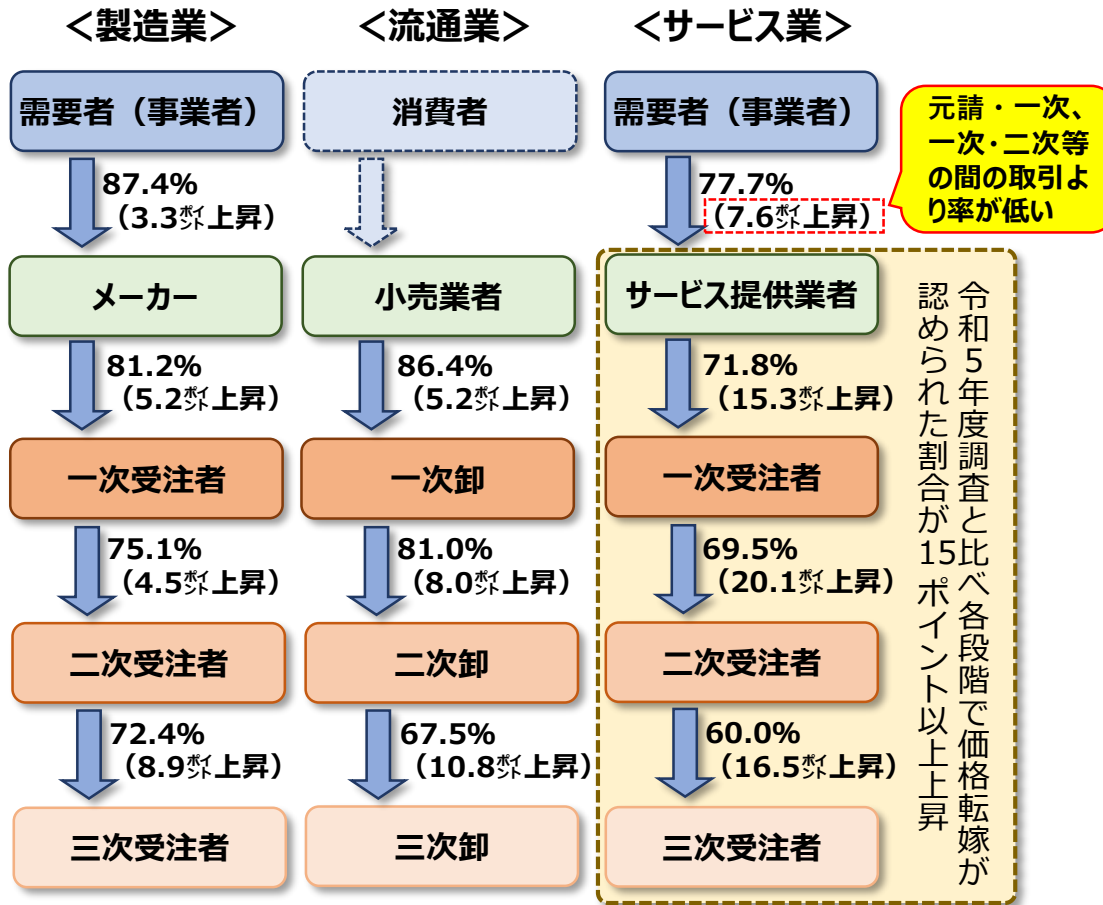 <製造業>
<流通業>
<サービス業>
需要者（事業者）
消費者
需要者（事業者）
元請・一次、
一次・二次等
の間の取引よ
り率が低い
87.4%
（3.3ポイント上昇）
77.7%
（7.6ポイント上昇）
メーカー
小売業者
サービス提供業者
81.2%
（5.2ポイント上昇）
86.4%
（5.2ポイント上昇）
71.8%
（15.3ポイント上昇）
一次受注者
一次卸
一次受注者
75.1%
（4.5ポイント上昇）
81.0%
（8.0ポイント上昇）
69.5%
（20.1ポイント上昇）
二次受注者
二次卸
二次受注者
72.4%
（8.9ポイント上昇）
67.5%
（10.8ポイント上昇）
60.0%
（16.5ポイント上昇）
三次受注者
三次卸
三次受注者
令和５年度調査と比べ各段階で価格転嫁が
認められた割合が15ポイント以上上昇